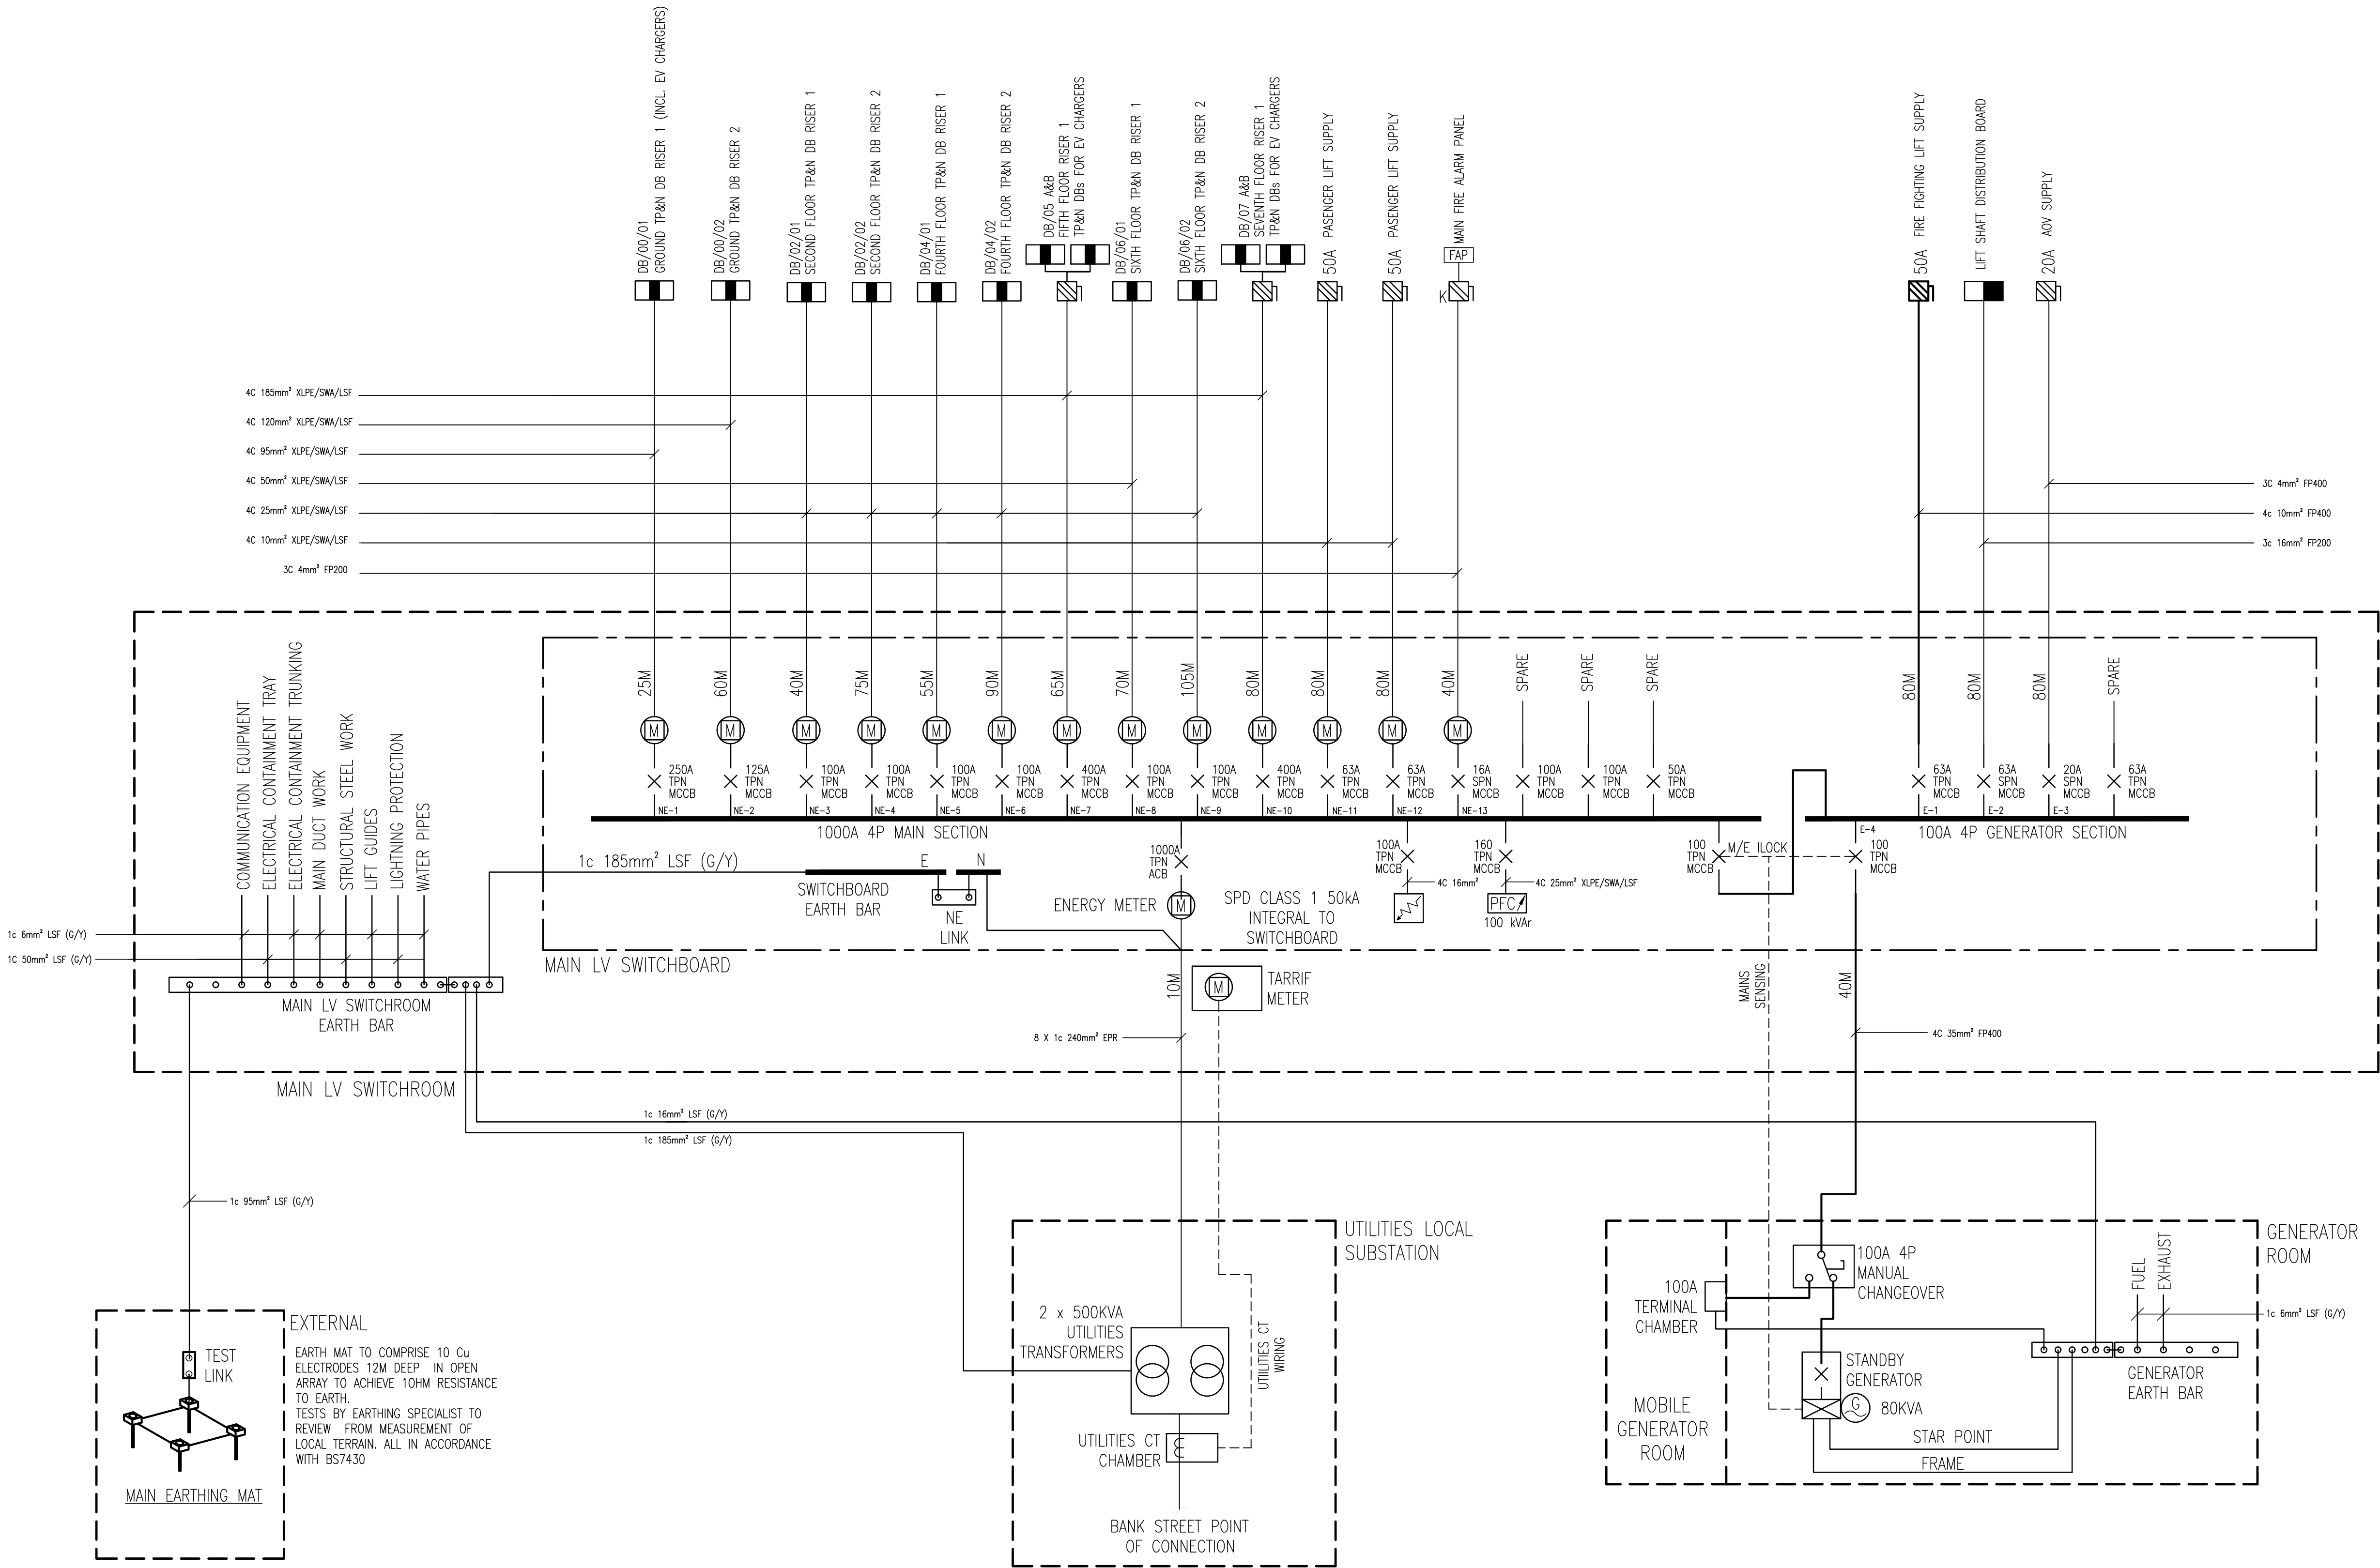 DB/00/01
GROUND TP&N DB RISER 1 (INCL. EV CHARGERS)
DB/00/02
GROUND TP&N DB RISER 2
DB/02/01
SECOND FLOOR TP&N DB RISER 1
DB/02/02
SECOND FLOOR TP&N DB RISER 2
DB/04/01
FOURTH FLOOR TP&N DB RISER 1
DB/04/02
FOURTH FLOOR TP&N DB RISER 2
DB/05 A&B
FIFTH FLOOR RISER 1
TP&N DBs FOR EV CHARGERS
DB/06/01
SIXTH FLOOR TP&N DB RISER 1
DB/06/02
SIXTH FLOOR TP&N DB RISER 2
DB/07 A&B
SEVENTH FLOOR RISER 1
TP&N DBs FOR EV CHARGERS
50A PASENGER LIFT SUPPLY
50A PASENGER LIFT SUPPLY
MAIN FIRE ALARM PANEL
FAP
K
50A FIRE FIGHTING LIFT SUPPLY
LIFT SHAFT DISTRIBUTION BOARD
20A AOV SUPPLY
4C 185mm² XLPE/SWA/LSF
4C 120mm² XLPE/SWA/LSF
4C 95mm² XLPE/SWA/LSF
4C 50mm² XLPE/SWA/LSF
4C 25mm² XLPE/SWA/LSF
4C 10mm² XLPE/SWA/LSF
3C 4mm² FP200
3C 4mm² FP400
4c 10mm² FP400
3c 16mm² FP200
25M
60M
40M
75M
55M
90M
65M
70M
105M
80M
80M
80M
40M
SPARE
SPARE
SPARE
80M
80M
80M
SPARE
M
M
M
M
M
M
M
M
M
M
M
M
M
250A
TPN
MCCB
125A
TPN
MCCB
100A
TPN
MCCB
100A
TPN
MCCB
100A
TPN
MCCB
100A
TPN
MCCB
400A
TPN
MCCB
100A
TPN
MCCB
100A
TPN
MCCB
400A
TPN
MCCB
63A
TPN
MCCB
63A
TPN
MCCB
16A
SPN
MCCB
100A
TPN
MCCB
100A
TPN
MCCB
50A
TPN
MCCB
63A
TPN
MCCB
63A
SPN
MCCB
20A
SPN
MCCB
63A
TPN
MCCB
NE-1
NE-2
NE-3
NE-4
NE-5
NE-6
NE-7
NE-8
NE-9
NE-10
NE-11
NE-12
NE-13
E-1
E-2
E-3
1000A 4P MAIN SECTION
E-4
100A 4P GENERATOR SECTION
COMMUNICATION EQUIPMENT
ELECTRICAL CONTAINMENT TRAY
ELECTRICAL CONTAINMENT TRUNKING
MAIN DUCT WORK
STRUCTURAL STEEL WORK
LIFT GUIDES
LIGHTNING PROTECTION
WATER PIPES
1c 6mm² LSF (G/Y)
1C 50mm² LSF (G/Y)
1c 185mm² LSF (G/Y)
E
N
SWITCHBOARD
EARTH BAR
NE
LINK
1000A
TPN
ACB
ENERGY METER
M
SPD CLASS 1 50kA
INTEGRAL TO
SWITCHBOARD
100A
TPN
MCCB
4C 16mm²
160
TPN
MCCB
4C 25mm² XLPE/SWA/LSF
PFC
100 kVAr
100
TPN
MCCB
M/E ILOCK
100
TPN
MCCB
MAIN LV SWITCHBOARD
MAIN LV SWITCHROOM
EARTH BAR
10M
M
TARRIF
METER
MAINS
SENSING
40M
8 X 1c 240mm² EPR
4C 35mm² FP400
MAIN LV SWITCHROOM
1c 16mm² LSF (G/Y)
1c 185mm² LSF (G/Y)
1c 95mm² LSF (G/Y)
UTILITIES LOCAL
SUBSTATION
2 x 500KVA
UTILITIES
TRANSFORMERS
UTIILITIES CT
WIRING
UTILITIES CT
CHAMBER
BANK STREET POINT
OF CONNECTION
GENERATOR
ROOM
100A 4P
MANUAL
CHANGEOVER
100A
TERMINAL
CHAMBER
FUEL
EXHAUST
1c 6mm² LSF (G/Y)
STANDBY
GENERATOR
G
80KVA
GENERATOR
EARTH BAR
MOBILE
GENERATOR
ROOM
STAR POINT
FRAME
EXTERNAL
TEST
LINK
EARTH MAT TO COMPRISE 10 Cu
ELECTRODES 12M DEEP IN OPEN
ARRAY TO ACHIEVE 1OHM RESISTANCE
TO EARTH.
TESTS BY EARTHING SPECIALIST TO
REVIEW FROM MEASUREMENT OF
LOCAL TERRAIN. ALL IN ACCORDANCE
WITH BS7430
MAIN EARTHING MAT